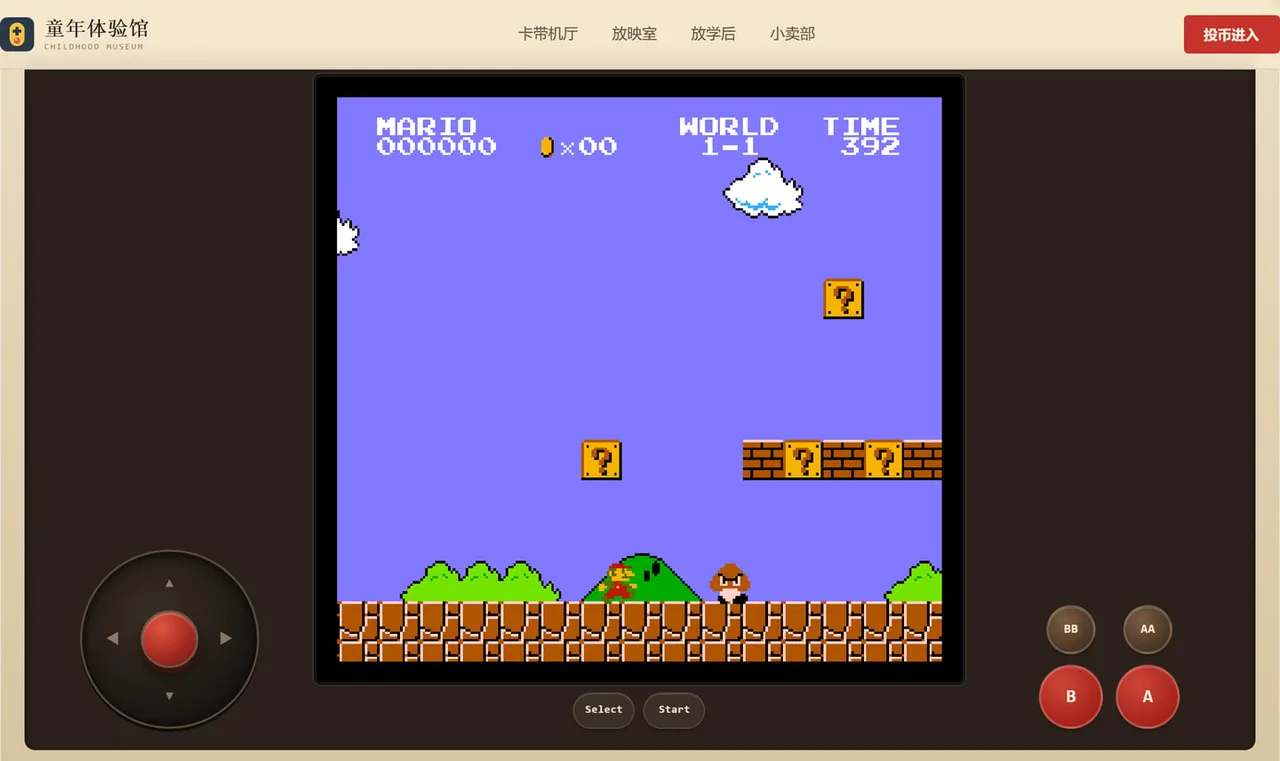 童年体验馆
CHILDHOOD MUSEUM
卡带机厅 放映室 放学后 小卖部
投币进入
MARIO WORLD TIME
000000 ×00 1-1 392
?
? ? ?
BB AA
B A
Select Start